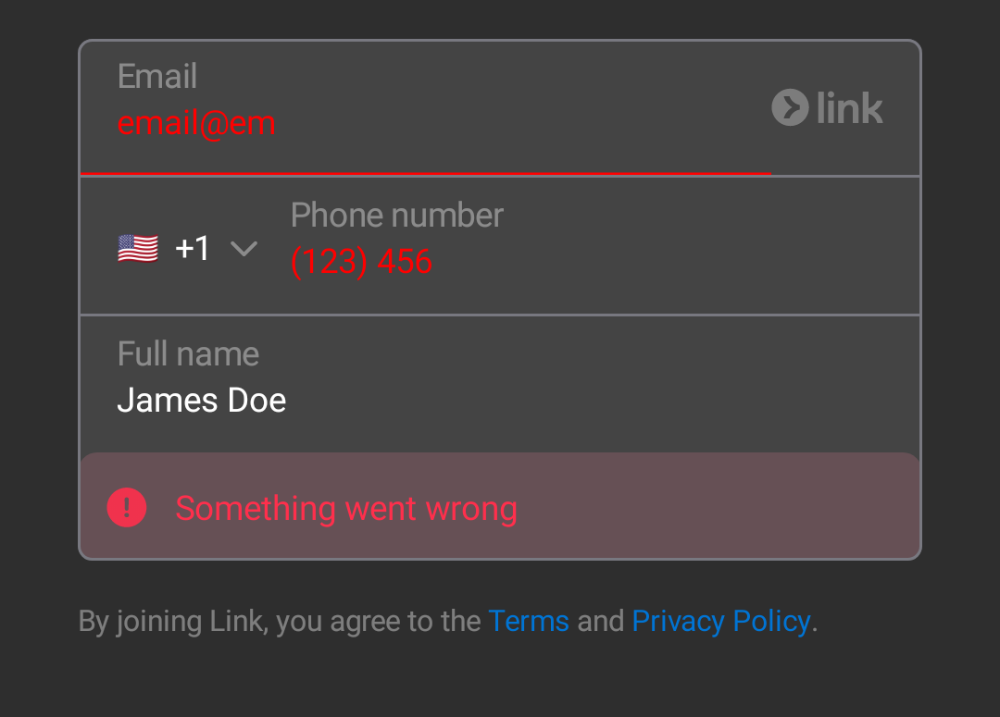 Email
email@em
link
Phone number
+1
(123) 456
Full name
James Doe
Something went wrong
By joining Link, you agree to the Terms and Privacy Policy.